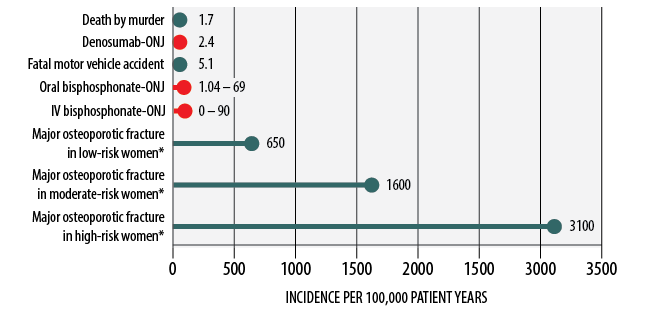 Death by murder 1.7
Denosumab-ONJ 2.4
Fatal motor vehicle accident 5.1
Oral bisphosphonate-ONJ 1.04 – 69
IV bisphosphonate-ONJ 0 – 90
Major osteoporotic fracture
in low-risk women* 650
Major osteoporotic fracture
in moderate-risk women* 1600
Major osteoporotic fracture
in high-risk women* 3100
0 500 1000 1500 2000 1500 3000 3500
INCIDENCE PER 100,000 PATIENT YEARS